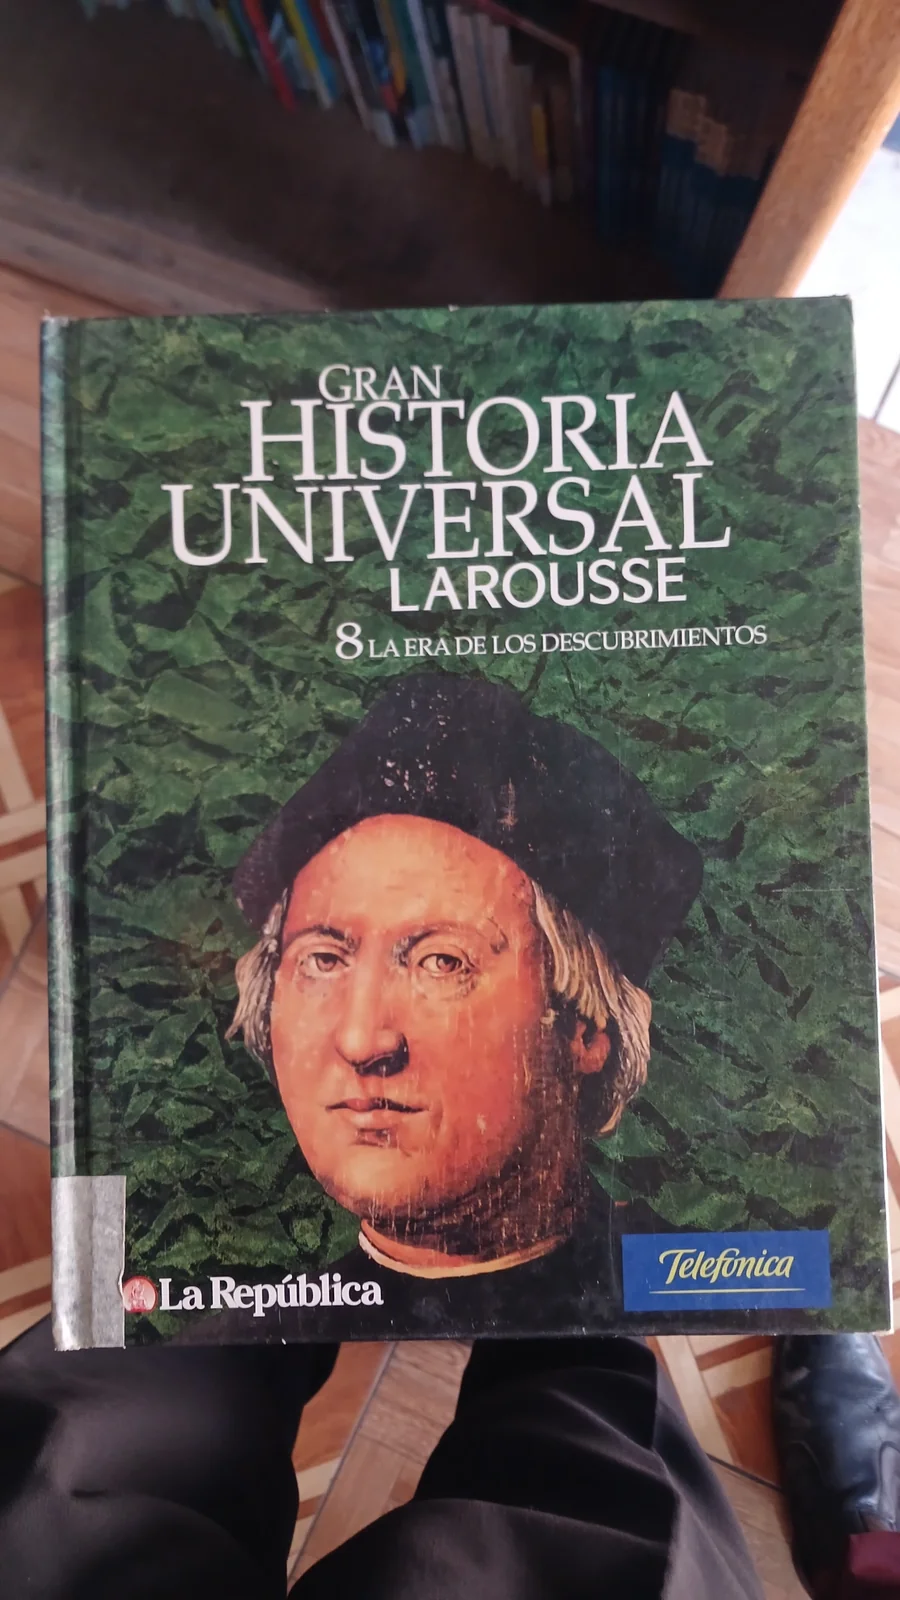 GRAN
HISTORIA
UNIVERSAL
LAROUSSE
8 LA ERA DE LOS DESCUBRIMIENTOS
La República
Telefónica